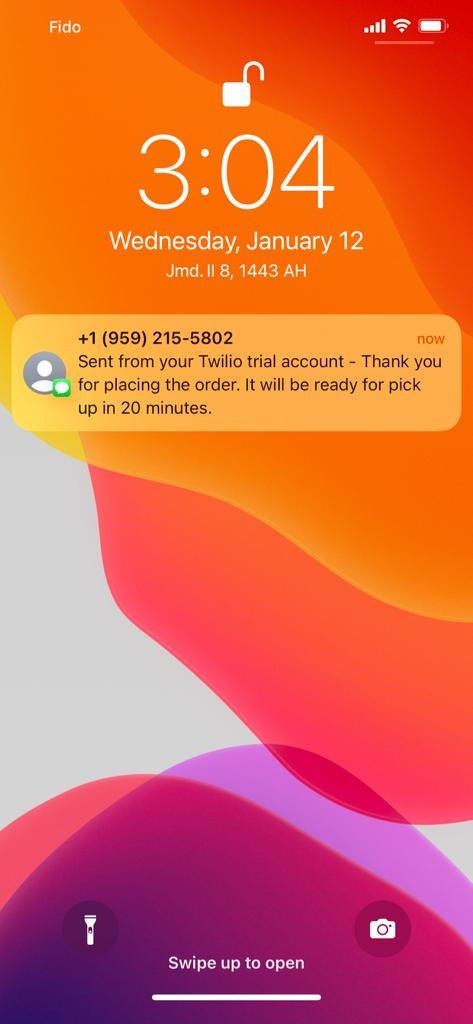 Fido
3:04
Wednesday, January 12
Jmd. II 8, 1443 AH
+1 (959) 215-5802 now
Sent from your Twilio trial account - Thank you
for placing the order. It will be ready for pick
up in 20 minutes.
Swipe up to open